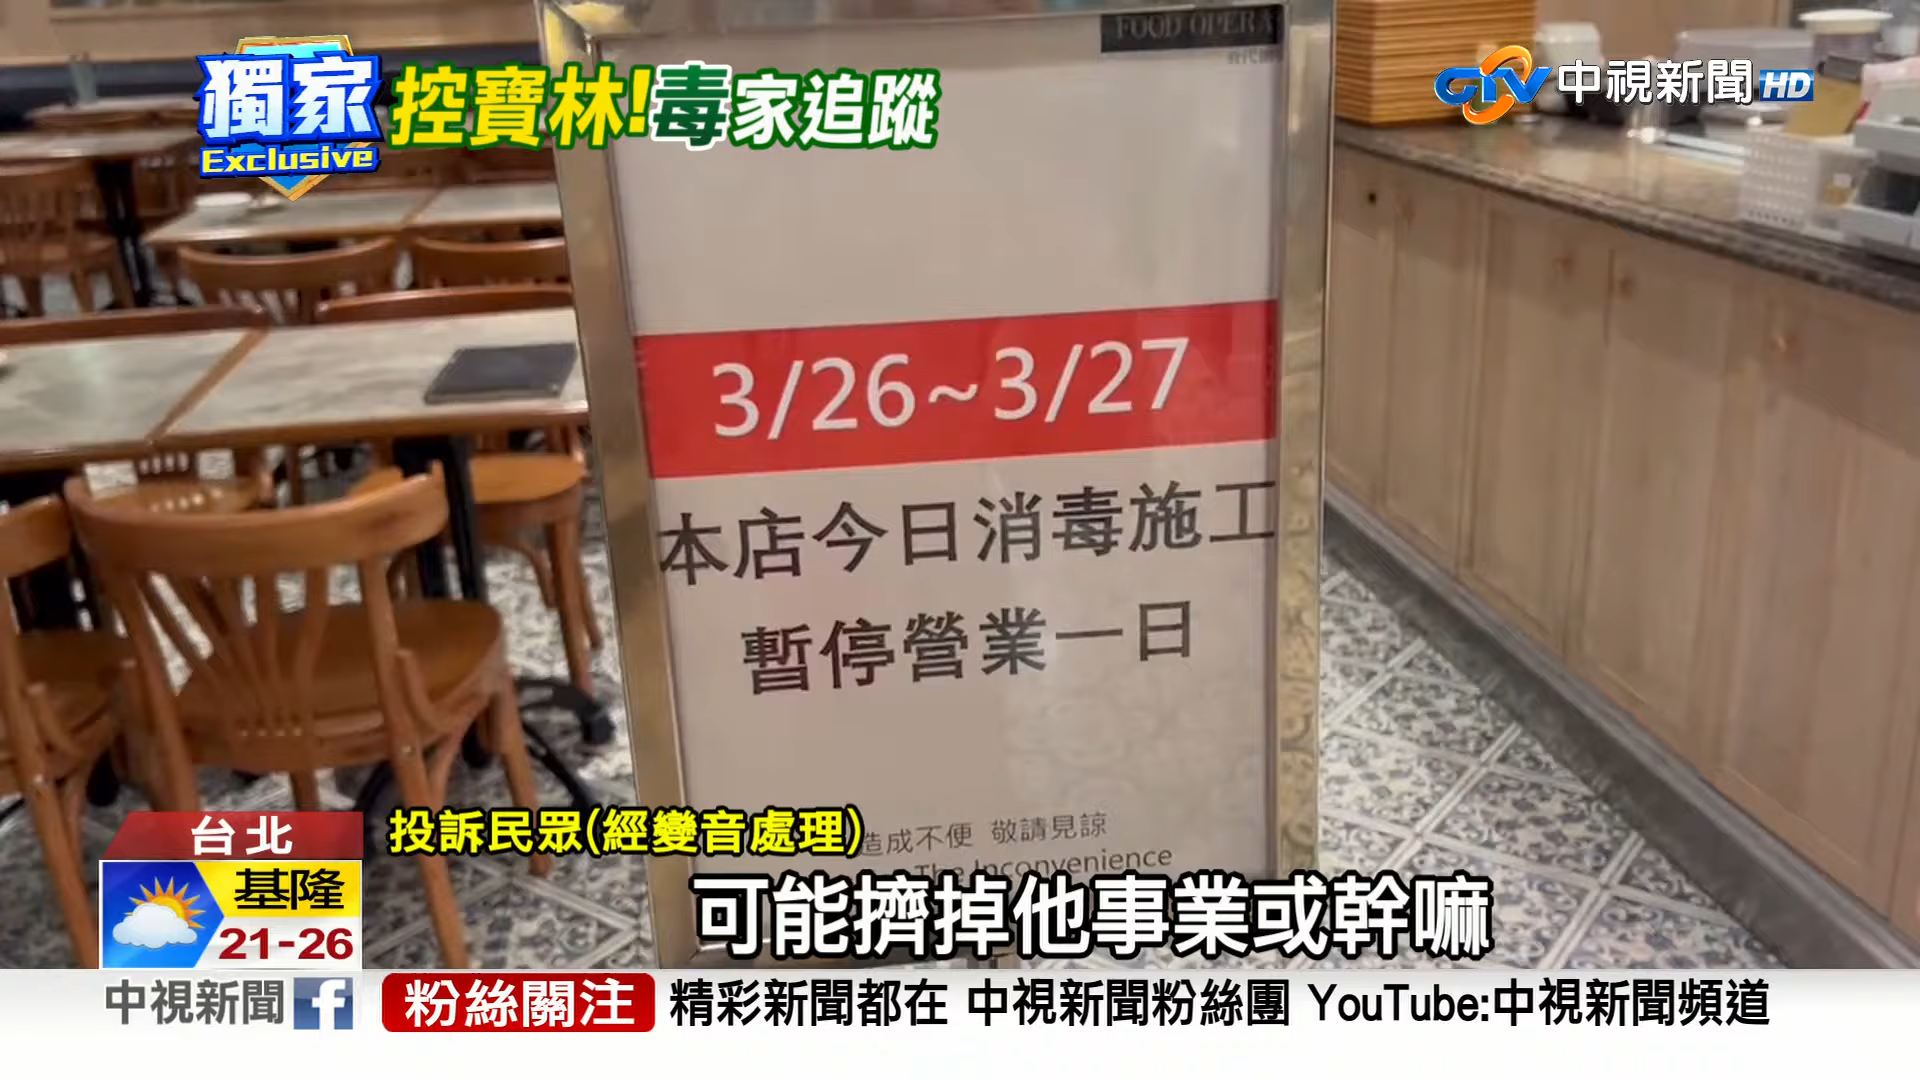 獨家
Exclusive
控寶林!毒家追蹤
CTV中視新聞HD
FOOD OPERA
3/26~3/27
本店今日消毒施工
暫停營業一日
造成不便 敬請見諒
The Inconvenience
投訴民眾(經變音處理)
可能擠掉他事業或幹嘛
台北
基隆
21-26
中視新聞
粉絲關注
精彩新聞都在 中視新聞粉絲團 YouTube:中視新聞頻道